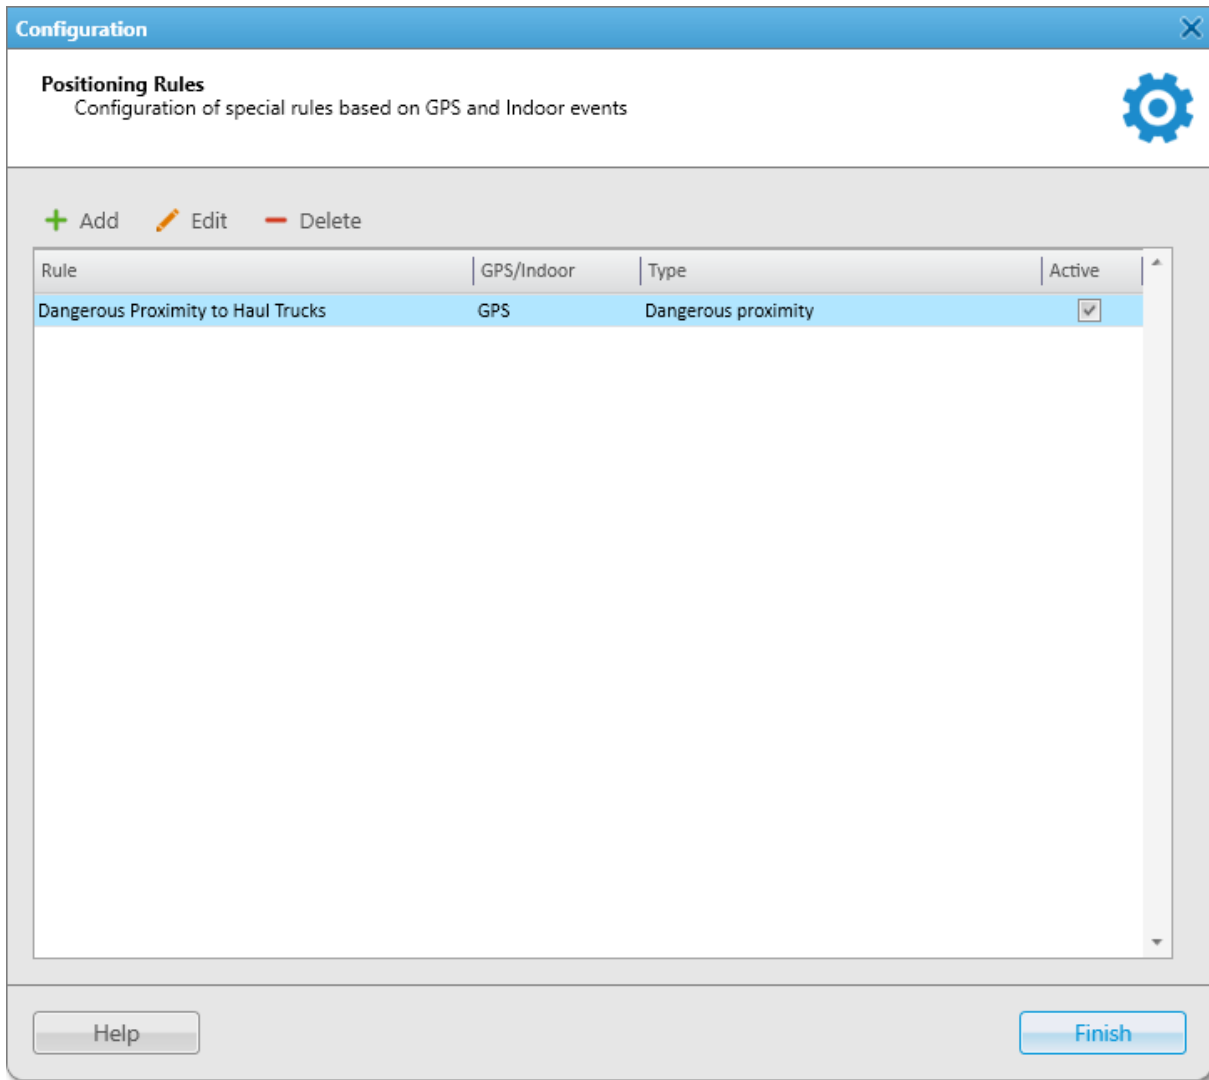 Configuration
Positioning Rules
Configuration of special rules based on GPS and Indoor events
Add Edit Delete
Rule GPS/Indoor Type Active
Dangerous Proximity to Haul Trucks GPS Dangerous proximity
Help Finish